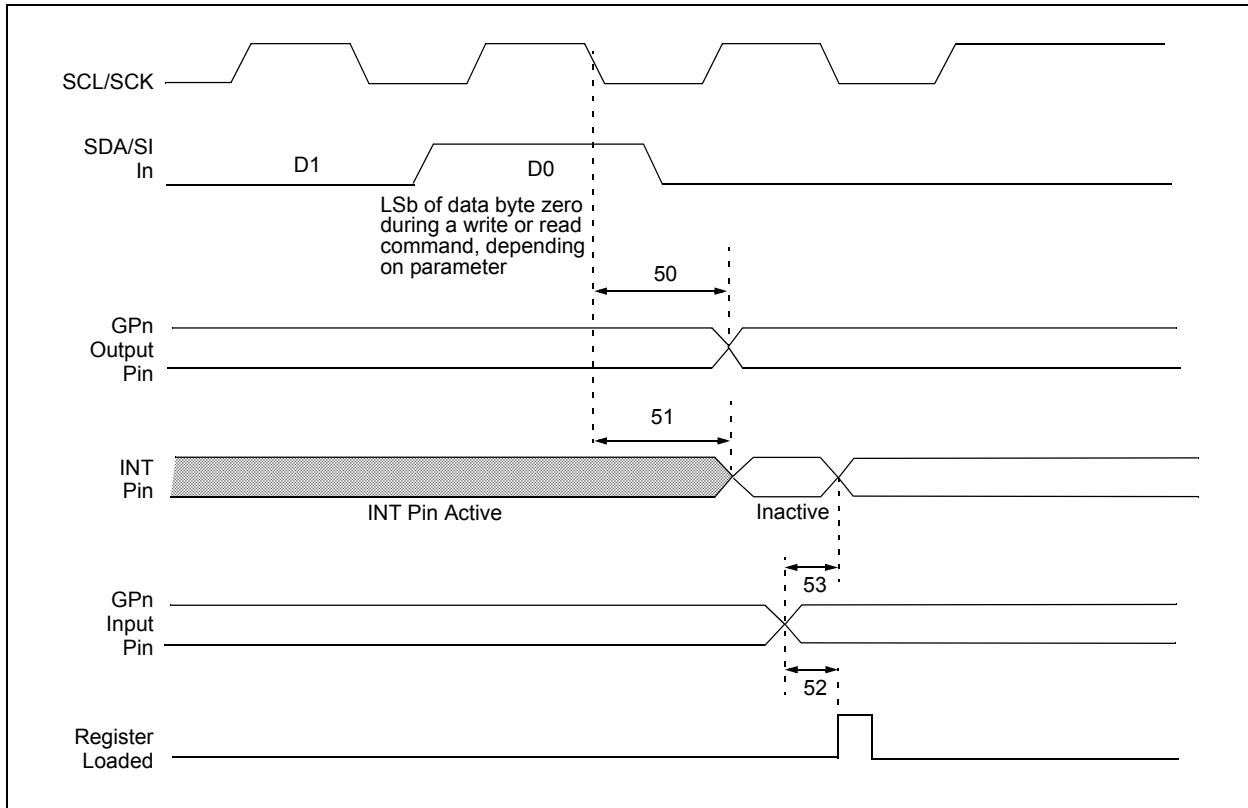 SCL/SCK
SDA/SI
In
D1
D0
LSb of data byte zero
during a write or read
command, depending
on parameter
50
GPn
Output
Pin
51
INT
Pin
INT Pin Active
Inactive
53
GPn
Input
Pin
52
Register
Loaded